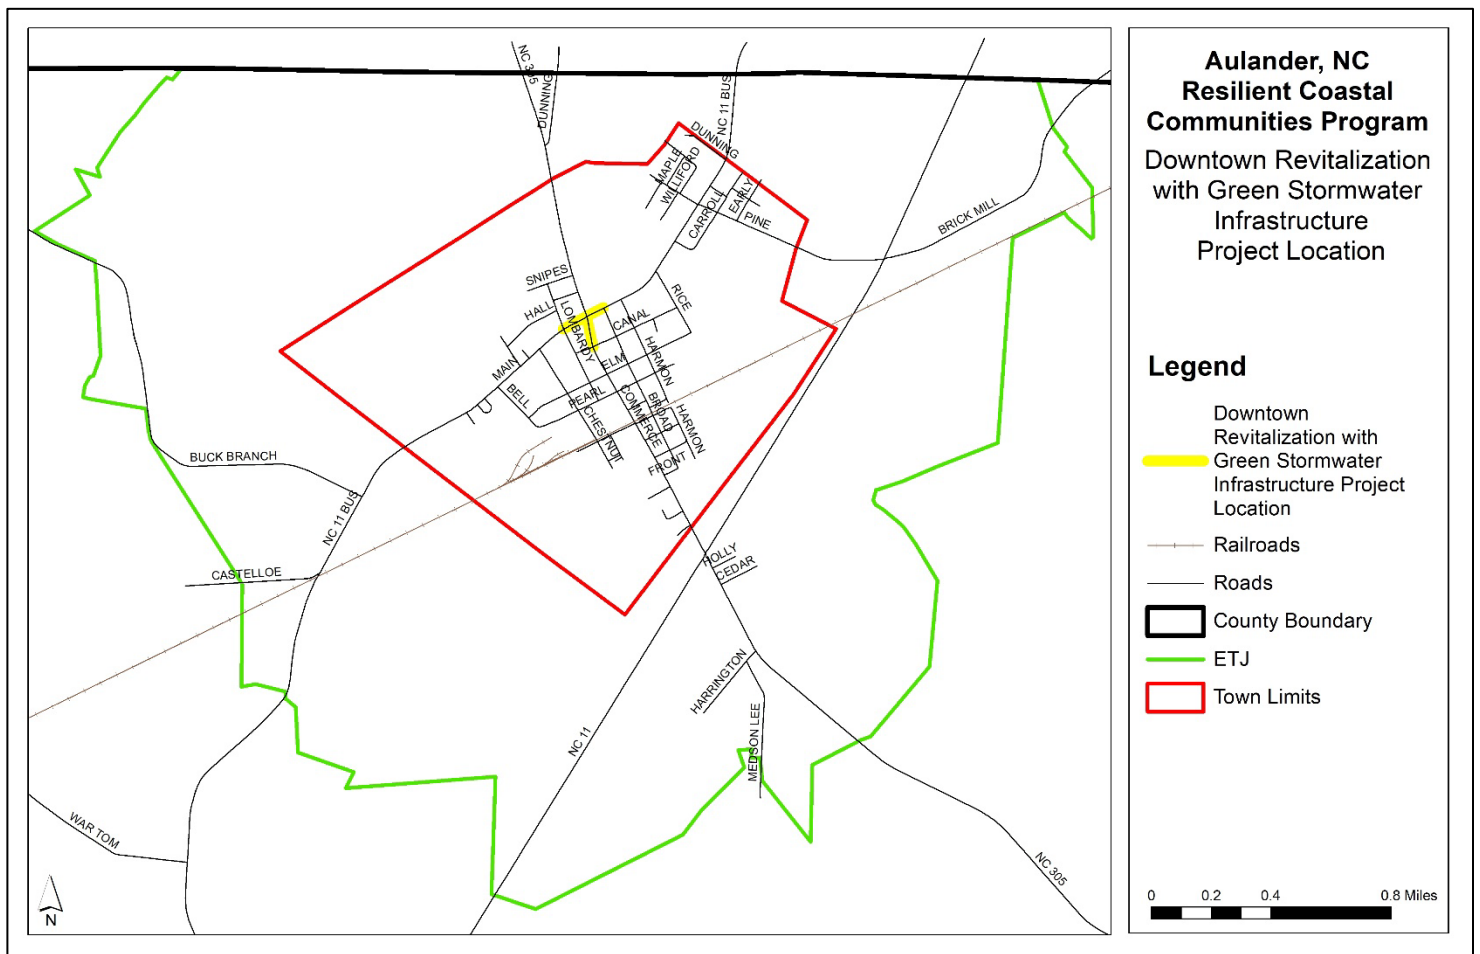 Aulander, NC
Resilient Coastal
Communities Program
Downtown Revitalization
with Green Stormwater
Infrastructure
Project Location
Legend
Downtown
Revitalization with
Green Stormwater
Infrastructure Project
Location
Railroads
Roads
County Boundary
ETJ
Town Limits
0 0.2 0.4 0.8 Miles
NC 305
DUNNING
NC 11 BUS
DUNNING
MAPLE
WILLIFORD
CARROLL
EARLY
PINE
BRICK MILL
SNIPES
HALL
LOMBARDY
CANAL
RICE
MAIN
ELM
HARMON
BELL
PEARL
CHESTNUT
COMMERCE
BROAD
HARMON
FRONT
BUCK BRANCH
NC 11 BUS
CASTELLOE
HOLLY
CEDAR
HARRINGTON
MEDSON LEE
NC 11
WAR TOM
NC 305
N